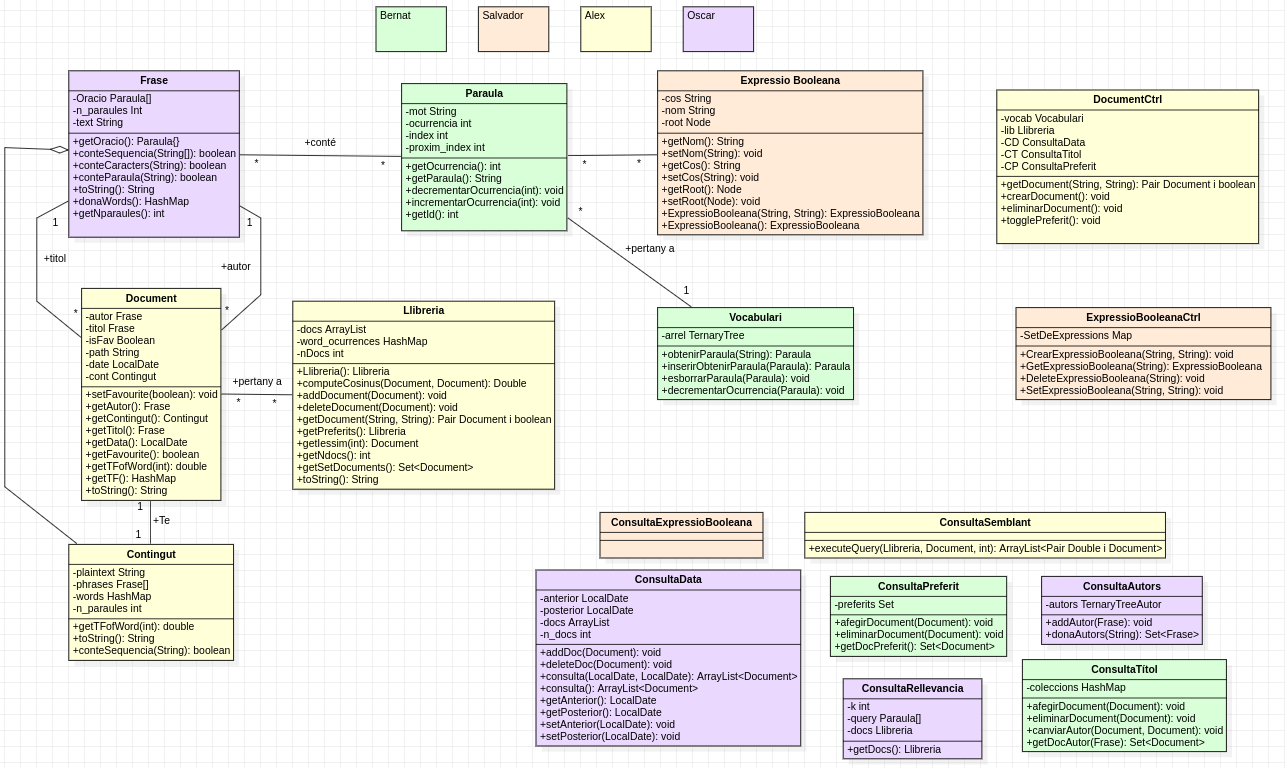 Bernat
Salvador
Alex
Oscar
Frase
-Oracio Paraula[]
-n_paraules Int
-text String
+getOracio(): Paraula{}
+conteSequencia(String[]): boolean
+conteCaracters(String): boolean
+conteParaula(String): boolean
+toString(): String
+donaWords(): HashMap
+getNparaules(): int
+conté
*
*
Paraula
-mot String
-ocurrencia int
-index int
-proxim_index int
+getOcurrencia(): int
+getParaula(): String
+decrementarOcurrencia(int): void
+incrementarOcurrencia(int): void
+getId(): int
*
*
Expressio Booleana
-cos String
-nom String
-root Node
+getNom(): String
+setNom(String): void
+getCos(): String
+setCos(String): void
+getRoot(): Node
+setRoot(Node): void
+ExpressioBooleana(String, String): ExpressioBooleana
+ExpressioBooleana(): ExpressioBooleana
DocumentCtrl
-vocab Vocabulari
-lib Llibreria
-CD ConsultaData
-CT ConsultaTitol
-CP ConsultaPreferit
+getDocument(String, String): Pair Document i boolean
+crearDocument(): void
+eliminarDocument(): void
+togglePreferit(): void
1
+titol
*
1
+autor
*
*
+pertany a
1
Document
-autor Frase
-titol Frase
-isFav Boolean
-path String
-date LocalDate
-cont Contingut
+setFavourite(boolean): void
+getAutor(): Frase
+getContingut(): Contingut
+getTitol(): Frase
+getData(): LocalDate
+getFavourite(): boolean
+getTFofWord(int): double
+getTF(): HashMap
+toString(): String
+pertany a
*
*
Llibreria
-docs ArrayList
-word_ocurrences HashMap
-nDocs int
+Llibreria(): Llibreria
+computeCosinus(Document, Document): Double
+addDocument(Document): void
+deleteDocument(Document): void
+getDocument(String, String): Pair Document i boolean
+getPreferits(): Llibreria
+getIessim(int): Document
+getNdocs(): int
+getSetDocuments(): Set<Document>
+toString(): String
Vocabulari
-arrel TernaryTree
+obtenirParaula(String): Paraula
+inserirObtenirParaula(Paraula): Paraula
+esborrarParaula(Paraula): void
+decrementarOcurrencia(Paraula): void
ExpressioBooleanaCtrl
-SetDeExpressions Map
+CrearExpressioBooleana(String, String): void
+GetExpressioBooleana(String): ExpressioBooleana
+DeleteExpressioBooleana(String): void
+SetExpressioBooleana(String, String): void
1
+Te
1
Contingut
-plaintext String
-phrases Frase[]
-words HashMap
-n_paraules int
+getTFofWord(int): double
+toString(): String
+conteSequencia(String): boolean
ConsultaExpressioBooleana
ConsultaSemblant
+executeQuery(Llibreria, Document, int): ArrayList<Pair Double i Document>
ConsultaData
-anterior LocalDate
-posterior LocalDate
-docs ArrayList
-n_docs int
+addDoc(Document): void
+deleteDoc(Document): void
+consulta(LocalDate, LocalDate): ArrayList<Document>
+consulta(): ArrayList<Document>
+getAnterior(): LocalDate
+getPosterior(): LocalDate
+setAnterior(LocalDate): void
+setPosterior(LocalDate): void
ConsultaPreferit
-preferits Set
+afegirDocument(Document): void
+eliminarDocument(Document): void
+getDocPreferit(): Set<Document>
ConsultaAutors
-autors TernaryTreeAutor
+addAutor(Frase): void
+donaAutors(String): Set<Frase>
ConsultaRellevancia
-k int
-query Paraula[]
-docs Llibreria
+getDocs(): Llibreria
ConsultaTítol
-coleccions HashMap
+afegirDocument(Document): void
+eliminarDocument(Document): void
+canviarAutor(Document, Document): void
+getDocAutor(Frase): Set<Document>